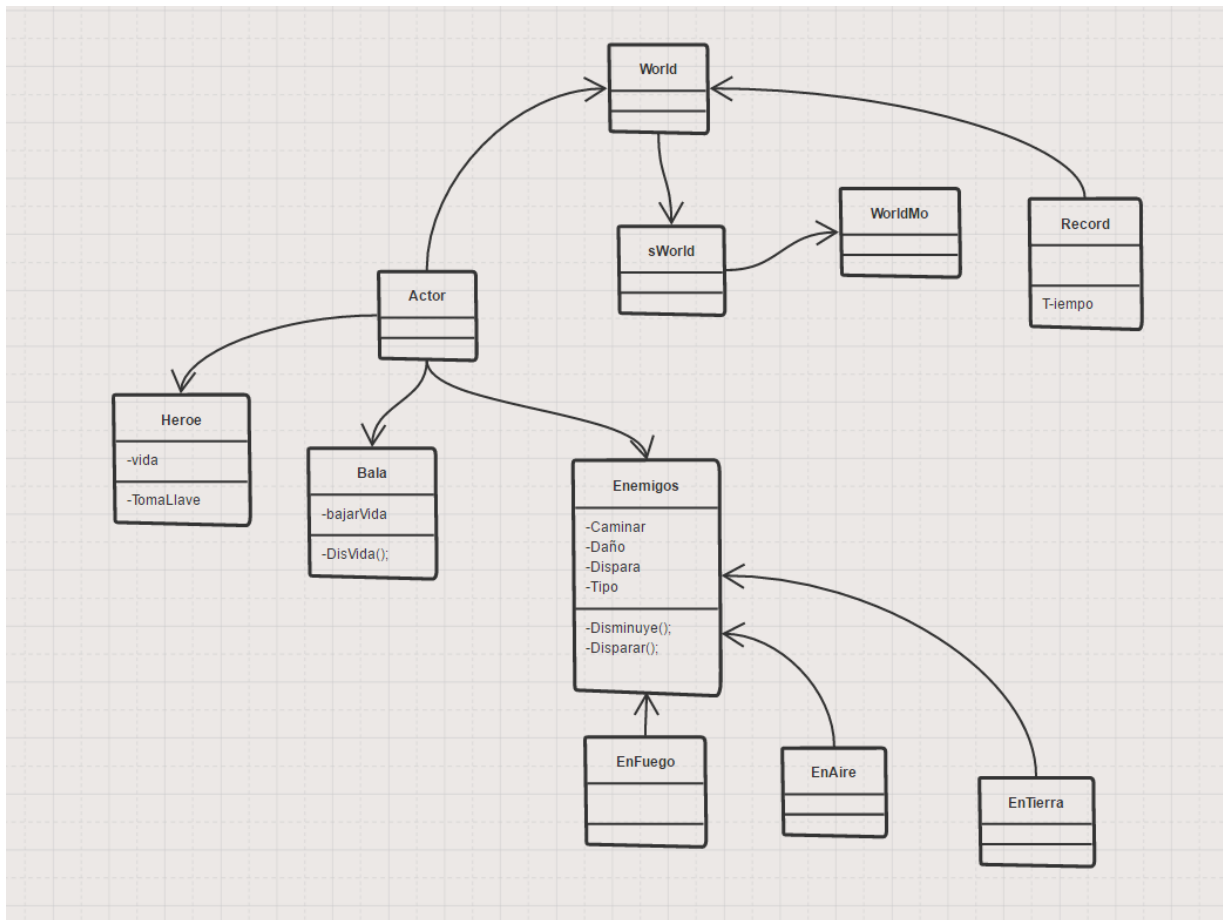 World
WorldMo
Record
T-iempo
sWorld
Actor
Heroe
-vida
-TomaLlave
Bala
-bajarVida
-DisVida();
Enemigos
-Caminar
-Daño
-Dispara
-Tipo
-Disminuye();
-Disparar();
EnFuego
EnAire
EnTierra